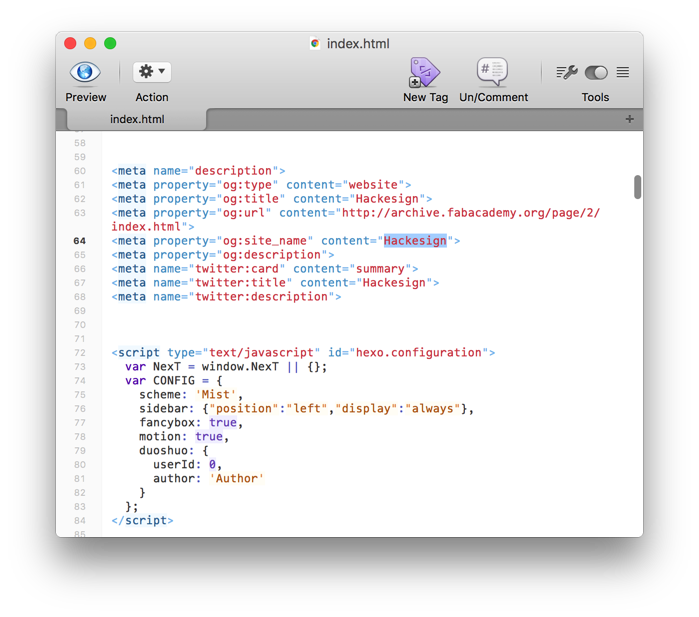 index.html
Preview Action New Tag Un/Comment Tools
index.html +
58
59
60 <meta name="description">
61 <meta property="og:type" content="website">
62 <meta property="og:title" content="Hackesign">
63 <meta property="og:url" content="http://archive.fabacademy.org/page/2/
index.html">
64 <meta property="og:site_name" content="Hackesign">
65 <meta property="og:description">
66 <meta name="twitter:card" content="summary">
67 <meta name="twitter:title" content="Hackesign">
68 <meta name="twitter:description">
69
70
71
72 <script type="text/javascript" id="hexo.configuration">
73 var NexT = window.NexT || {};
74 var CONFIG = {
75 scheme: 'Mist',
76 sidebar: {"position":"left","display":"always"},
77 fancybox: true,
78 motion: true,
79 duoshuo: {
80 userId: 0,
81 author: 'Author'
82 }
83 };
84 </script>
85